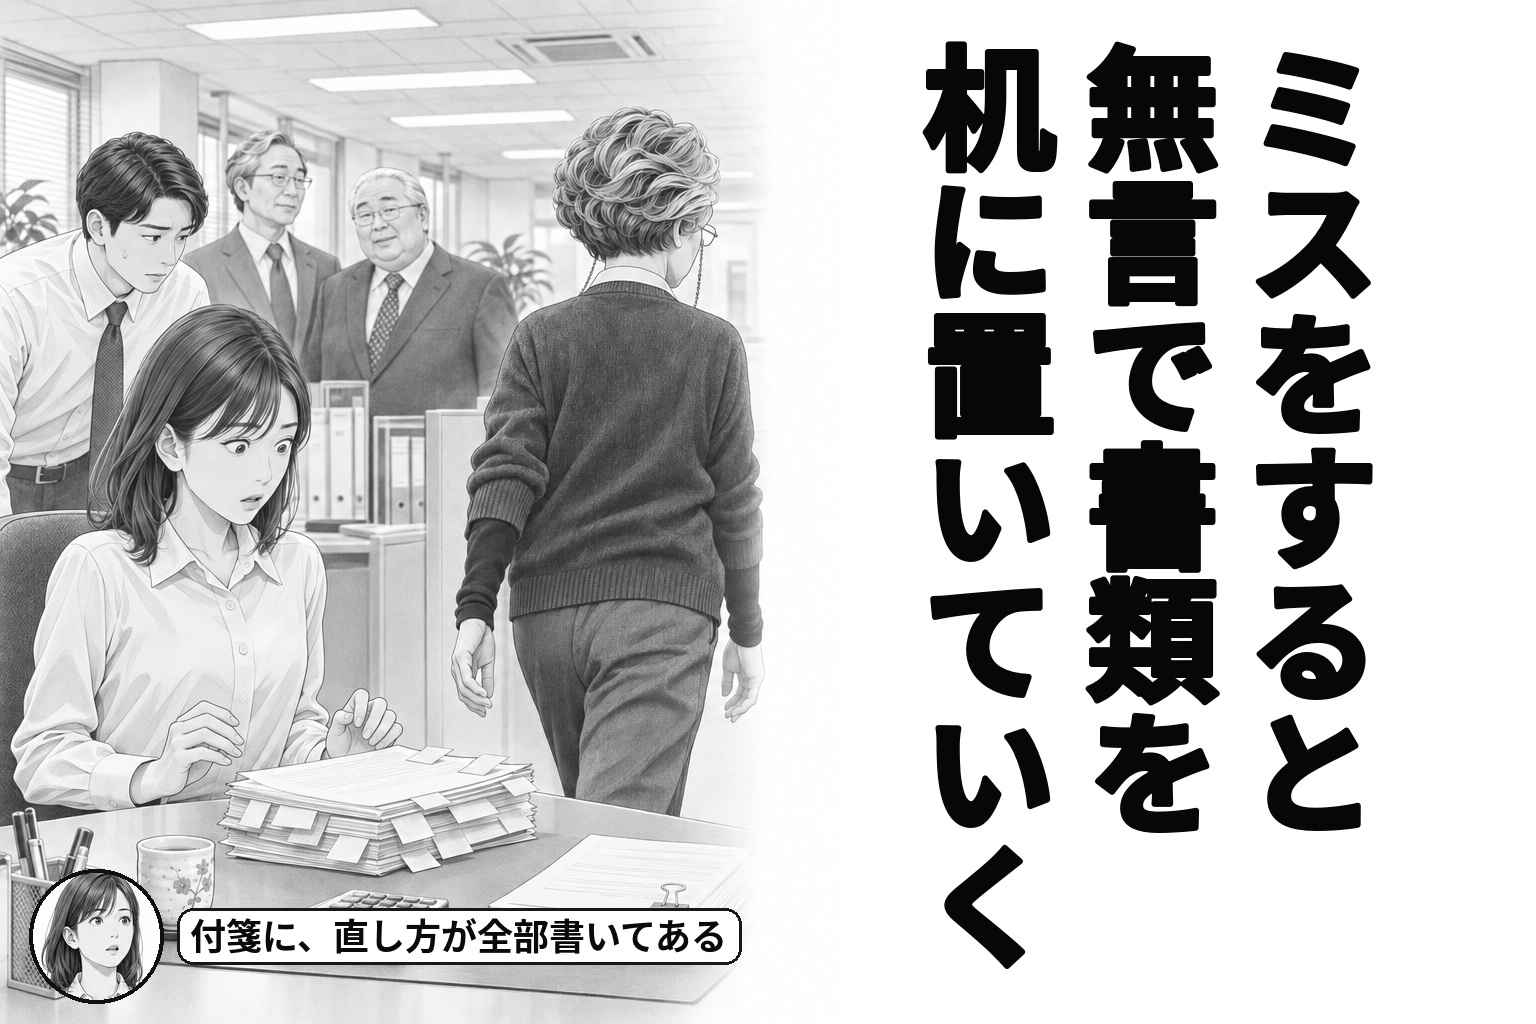 ミスをすると
無言で書類を
机に置いていく
付箋に、直し方が全部書いてある